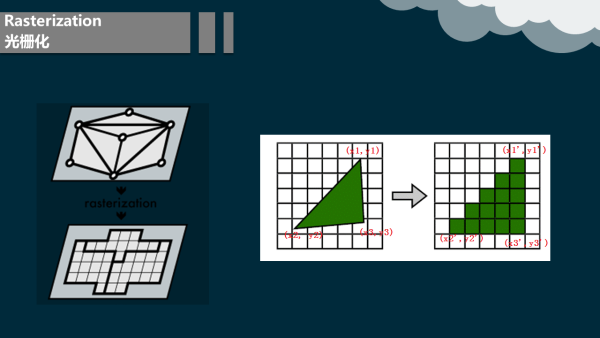 Rasterization
光栅化
rasterization
(x1,y1)
(x2, y2)
(x3,y3)
(x1',y1')
(x2',y2')
(x3',y3')